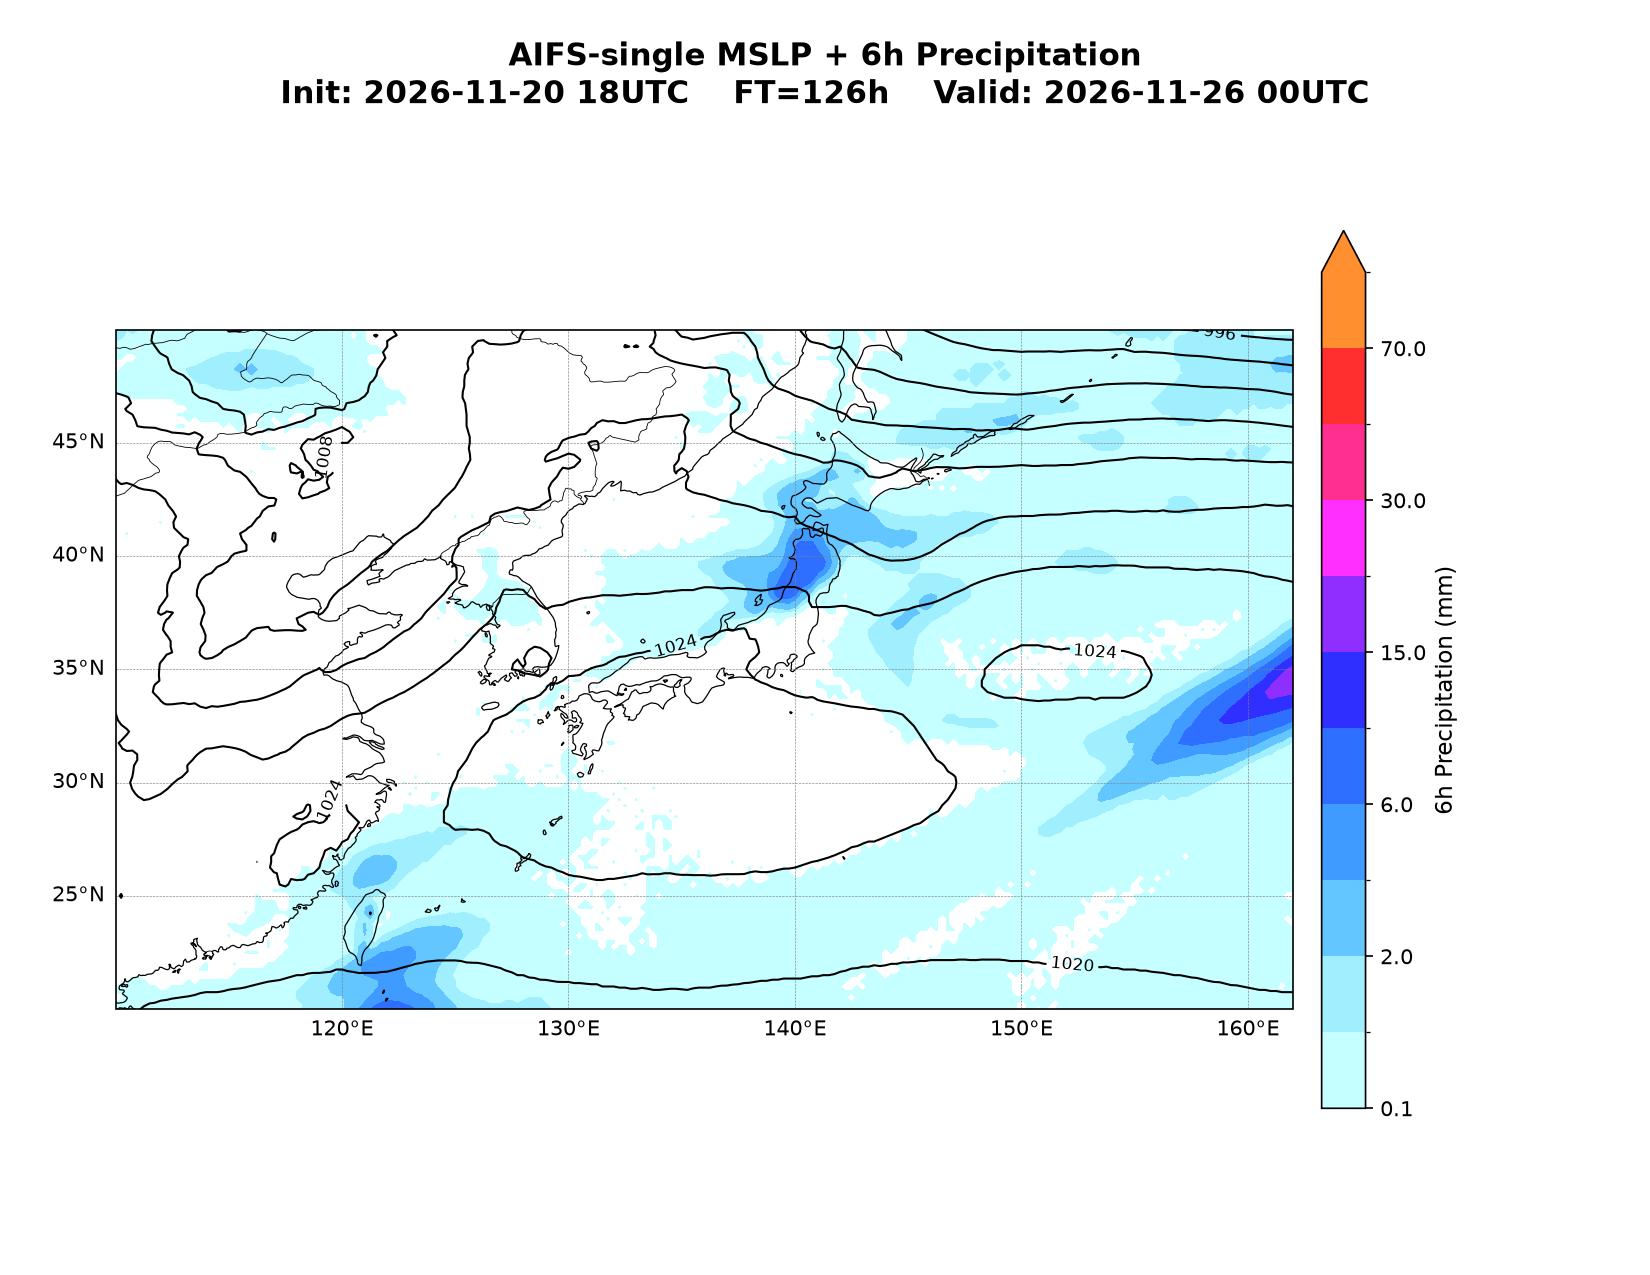 AIFS-single MSLP + 6h Precipitation
Init: 2026-11-20 18UTC    FT=126h    Valid: 2026-11-26 00UTC
996
1008
1024
1024
1024
1020
45°N
40°N
35°N
30°N
25°N
120°E
130°E
140°E
150°E
160°E
70.0
30.0
15.0
6.0
2.0
0.1
6h Precipitation (mm)